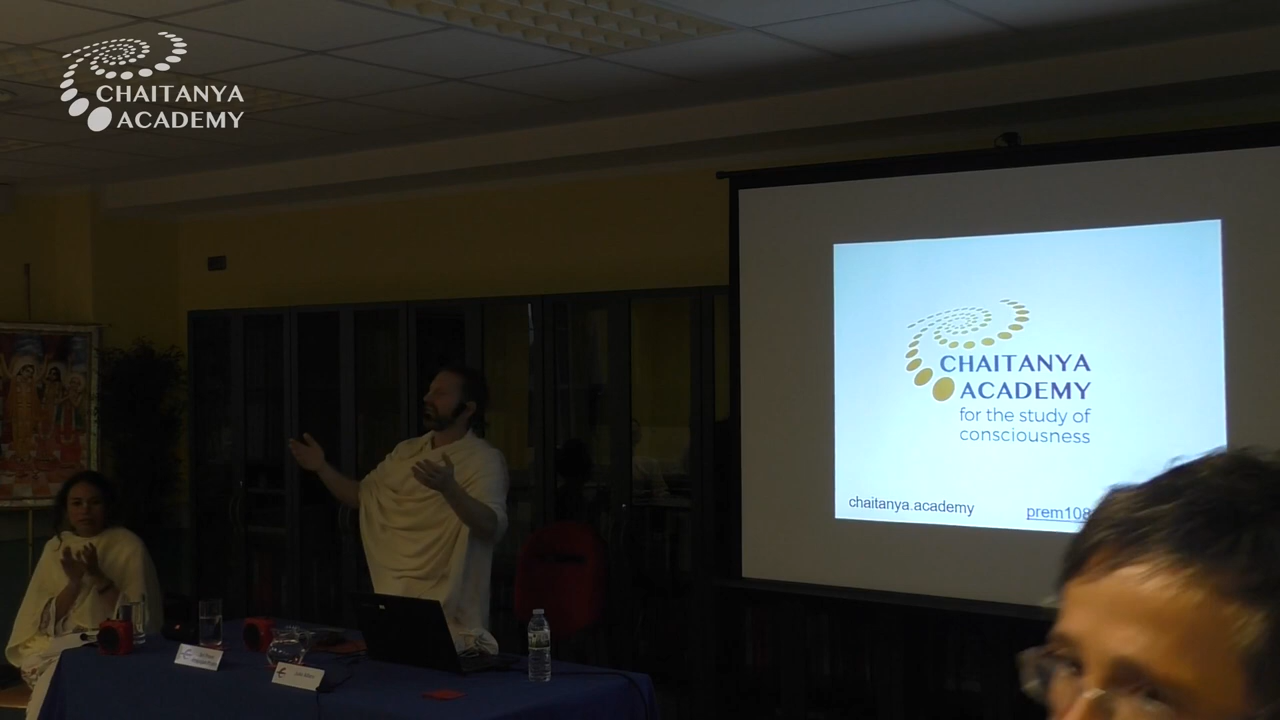 CHAITANYA
ACADEMY
CHAITANYA
ACADEMY
for the study of
consciousness
chaitanya.academy
prem108